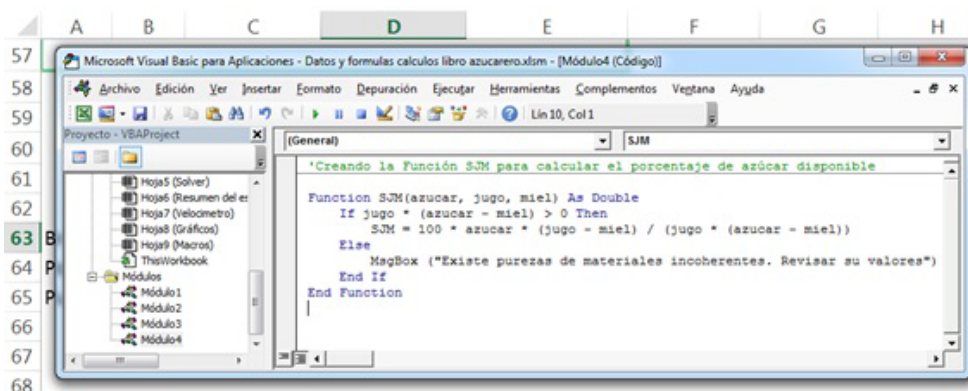 A B C D E F G H
57
Microsoft Visual Basic para Aplicaciones - Datos y formulas calculos libro azucarero.xlsm - [Módulo4 (Código)]
58
Archivo Edición Ver Insertar Formato Depuración Ejecutar Herramientas Complementos Ventana Ayuda
59
Lín 10, Col 1
60
Proyecto - VBAProject
(General) SJM
61
62
63 B
64 P
65 P
66
67
68
Hoja5 (Solver)
Hoja6 (Resumen del es
Hoja7 (Velocimetro)
Hoja8 (Gráficos)
Hoja9 (Macros)
ThisWorkbook
Módulos
Módulo1
Módulo2
Módulo3
Módulo4
'Creando la Función SJM para calcular el porcentaje de azúcar disponible
Function SJM(azucar, jugo, miel) As Double
If jugo * (azucar - miel) > 0 Then
SJM = 100 * azucar * (jugo - miel) / (jugo * (azucar - miel))
Else
MsgBox ("Existe purezas de materiales incoherentes. Revisar su valores")
End If
End Function